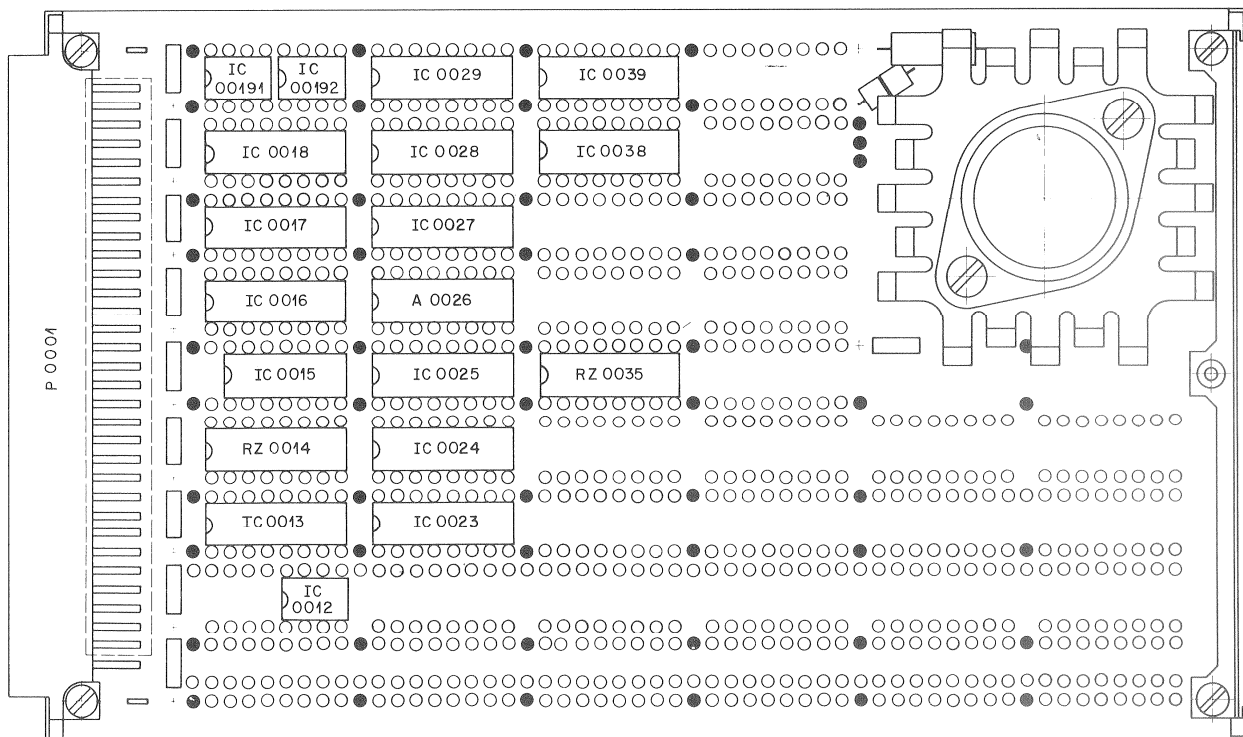 IC
00191
IC
00192
IC 0029
IC 0039
IC 0018
IC 0028
IC 0038
IC 0017
IC 0027
IC 0016
A 0026
P 0001
IC 0015
IC 0025
RZ 0035
RZ 0014
IC 0024
TC 0013
IC 0023
IC
0012